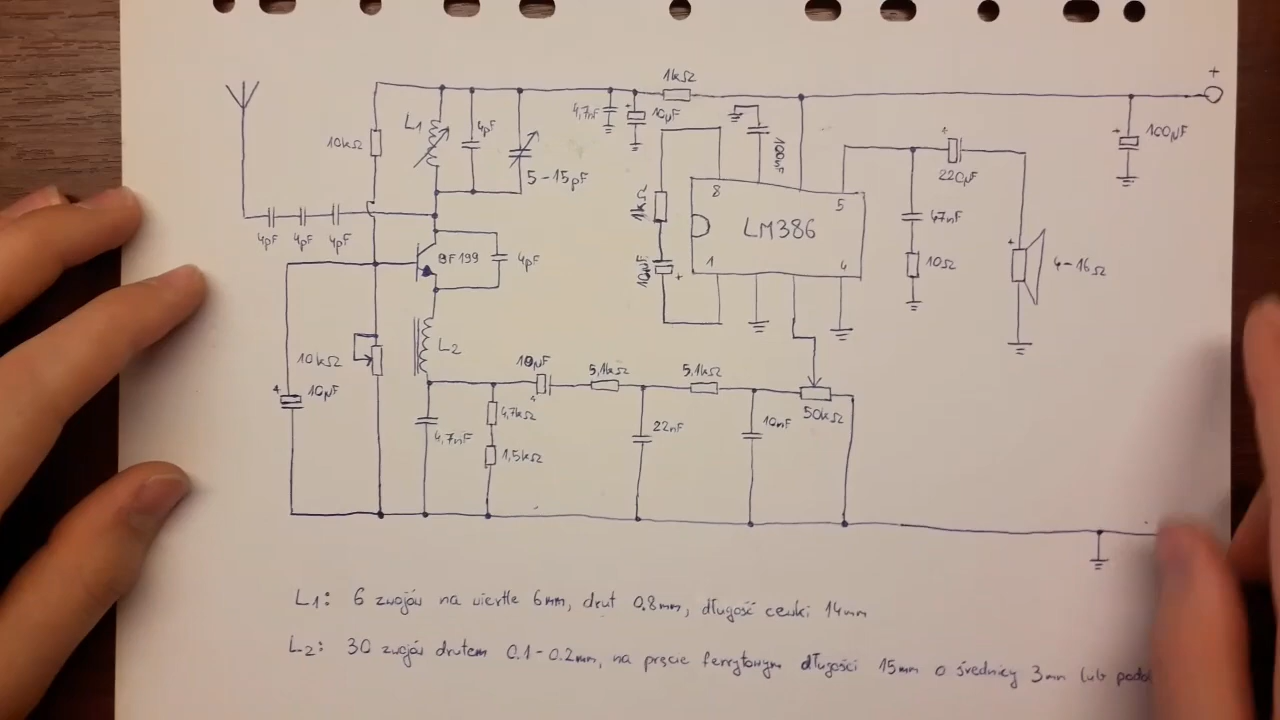 1kΩ
+
4,7nF
+
10µF
10kΩ
L1
4pF
5-15pF
100nF
+
100µF
+
220µF
8
5
LM386
1
4
1kΩ
10µF
+
47nF
10Ω
+
4-16Ω
4pF
4pF
4pF
BF199
4pF
L2
10kΩ
+
10µF
10µF
+
5,1kΩ
5,1kΩ
50kΩ
4,7kΩ
1,5kΩ
4,7nF
22nF
10nF
L1: 6 zwojów na wiertle 6mm, drut 0.8mm, długość cewki 14mm
L2: 30 zwojów drutem 0.1-0.2mm, na pręcie ferrytowym długości 15mm o średnicy 3mm lub